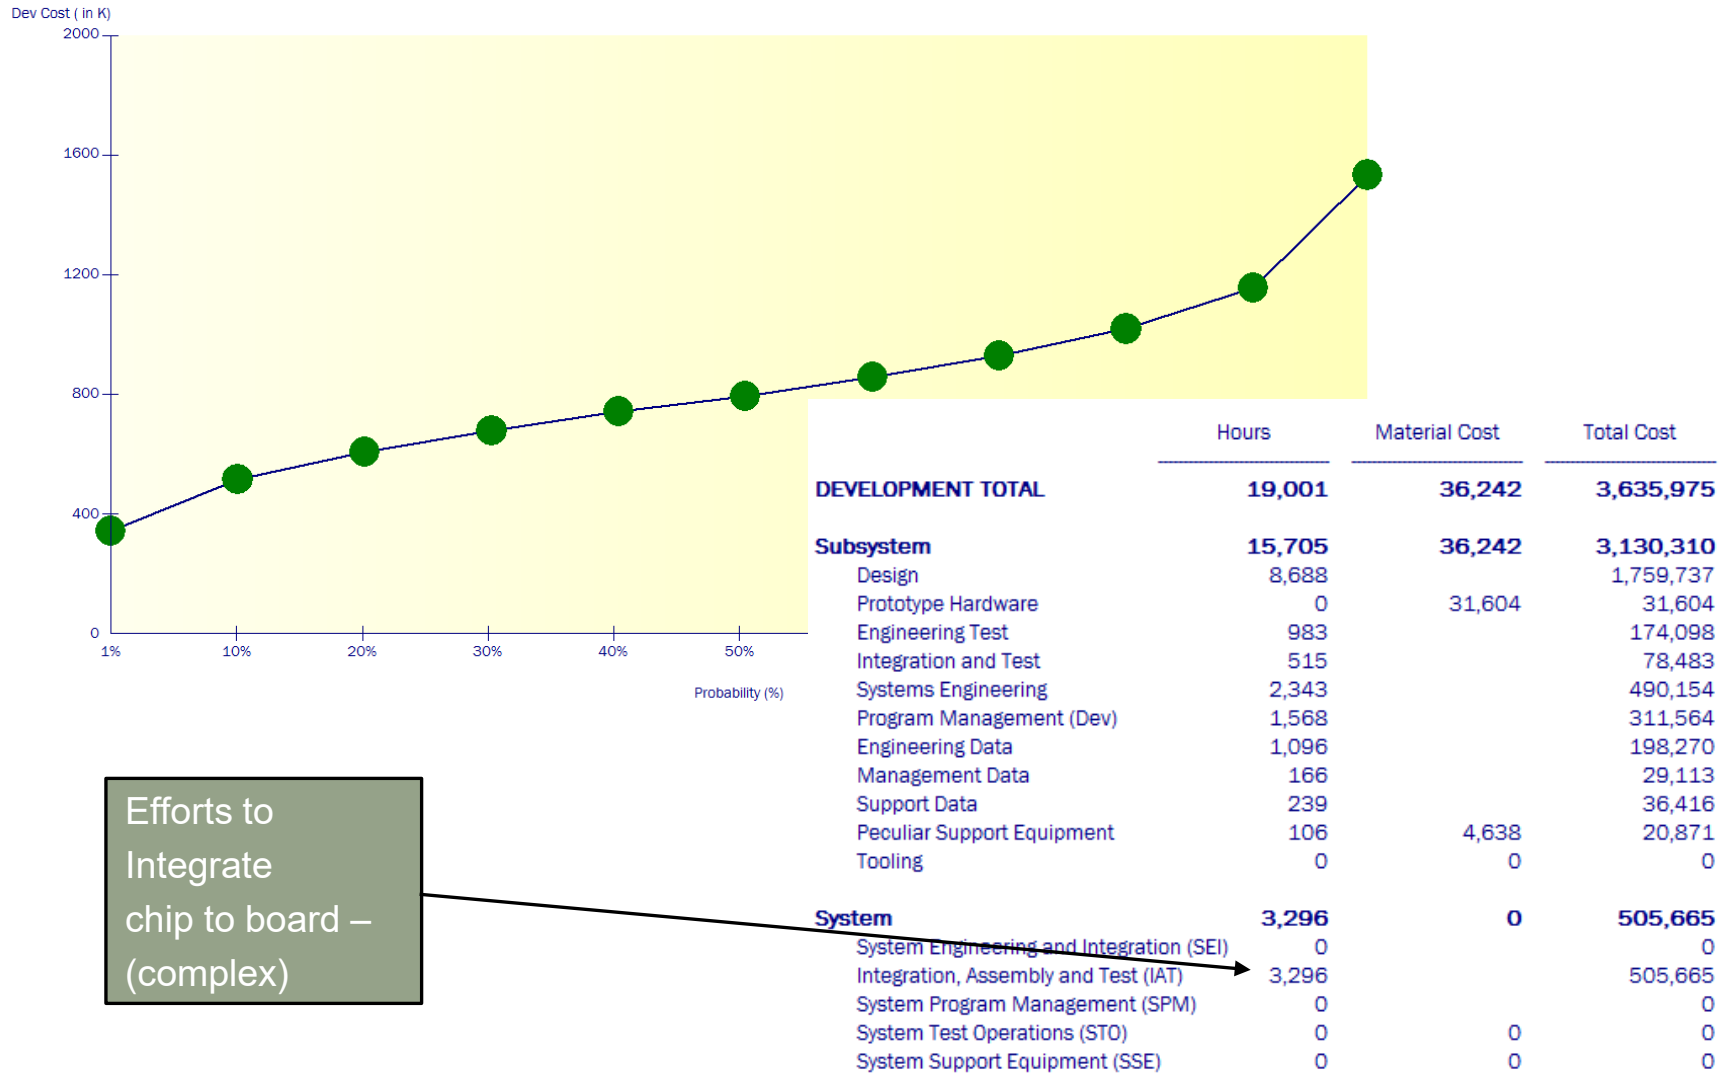 Dev Cost ( in K)
2000
1600
1200
800
400
0
1% 10% 20% 30% 40% 50%
Probability (%)
Hours Material Cost Total Cost
DEVELOPMENT TOTAL 19,001 36,242 3,635,975
Subsystem 15,705 36,242 3,130,310
Design 8,688 1,759,737
Prototype Hardware 0 31,604 31,604
Engineering Test 983 174,098
Integration and Test 515 78,483
Systems Engineering 2,343 490,154
Program Management (Dev) 1,568 311,564
Engineering Data 1,096 198,270
Management Data 166 29,113
Support Data 239 36,416
Peculiar Support Equipment 106 4,638 20,871
Tooling 0 0 0
System 3,296 0 505,665
System Engineering and Integration (SEI) 0 0
Integration, Assembly and Test (IAT) 3,296 505,665
System Program Management (SPM) 0 0
System Test Operations (STO) 0 0 0
System Support Equipment (SSE) 0 0 0
Efforts to
Integrate
chip to board –
(complex)